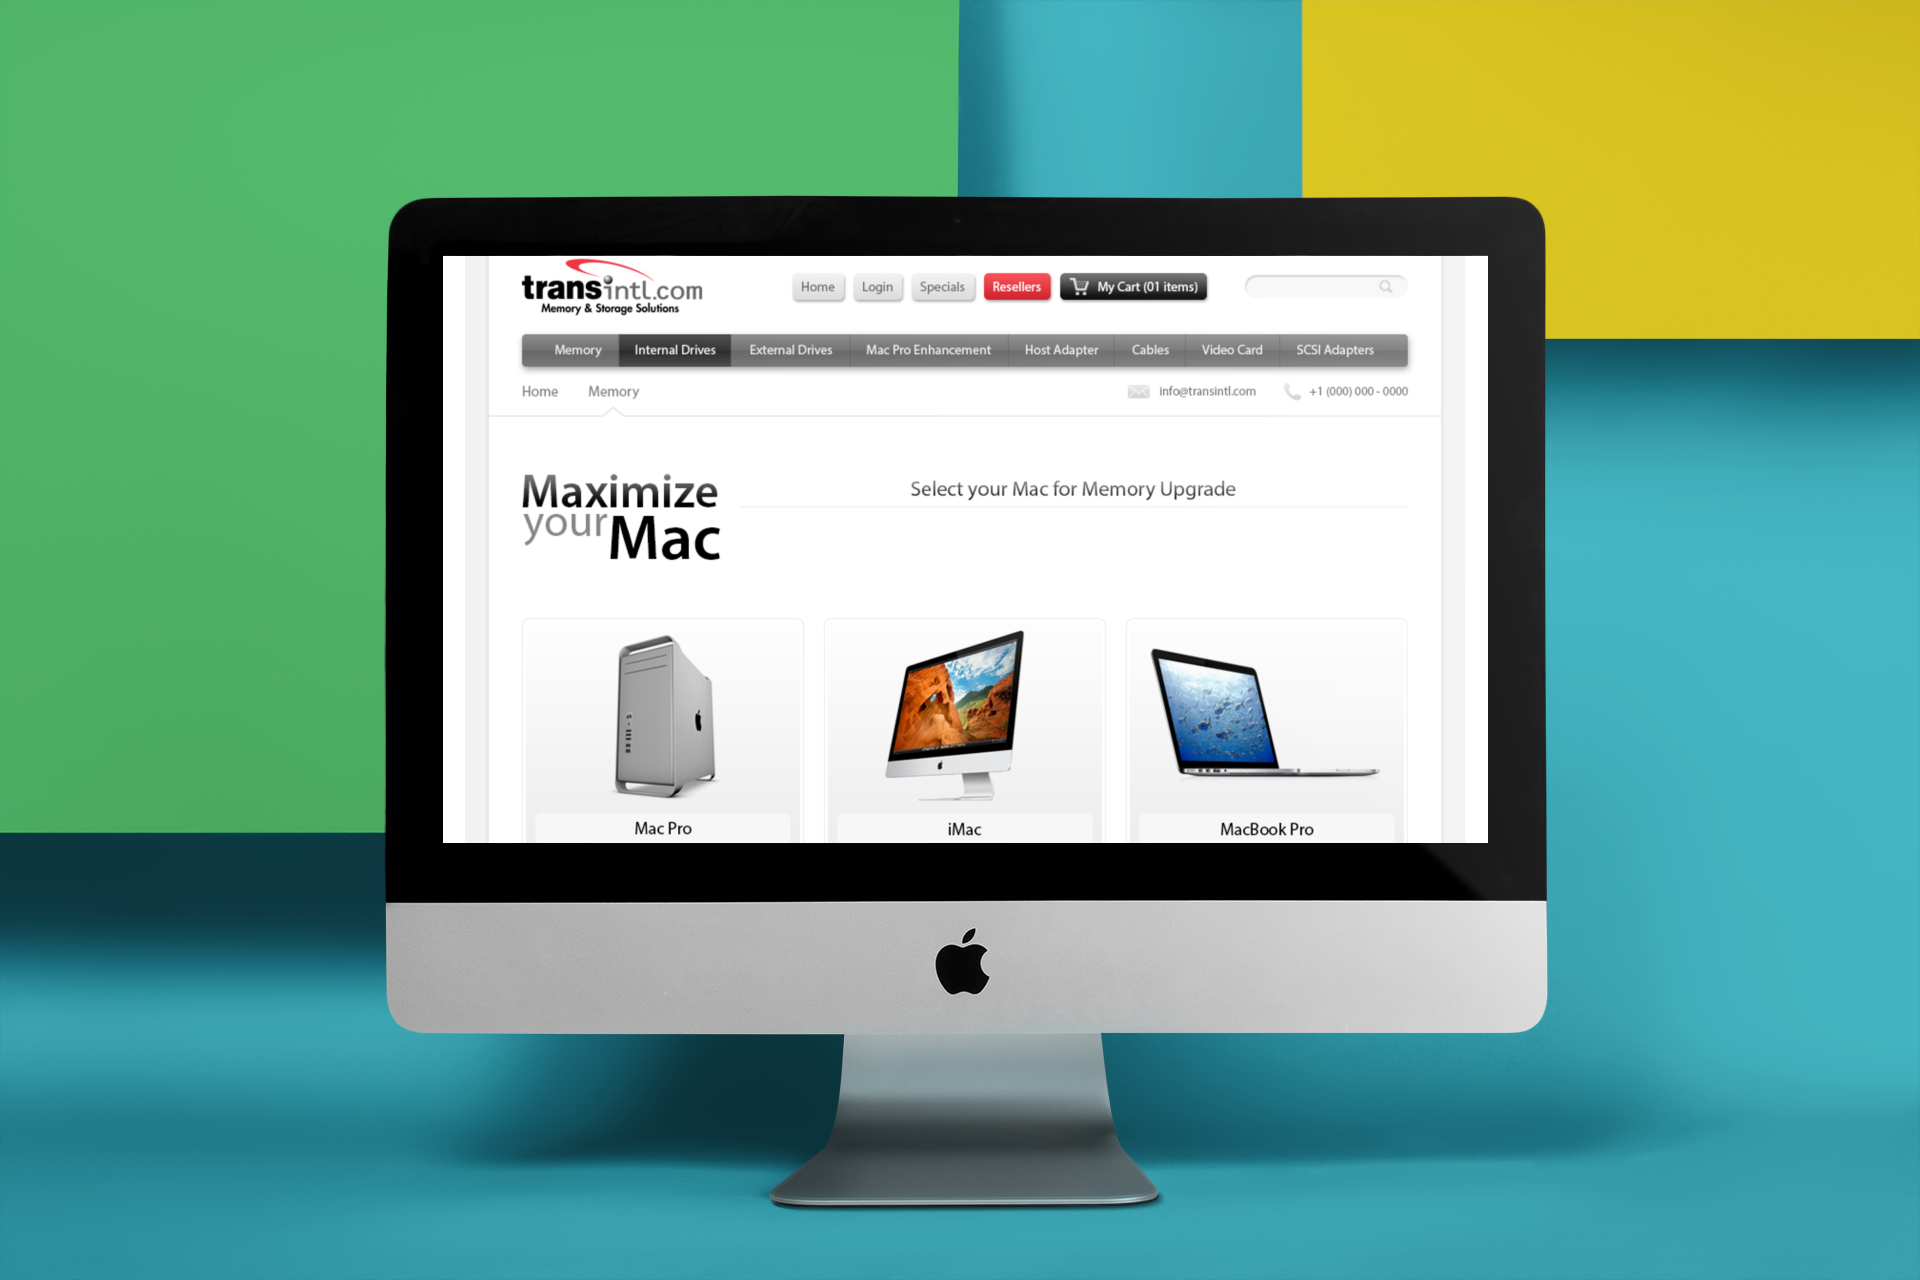 transintl.com
Memory & Storage Solutions
Home Login Specials Resellers My Cart (01 items)
Memory Internal Drives External Drives Mac Pro Enhancement Host Adapter Cables Video Card SCSI Adapters
Home Memory info@transintl.com +1 (000) 000 - 0000
Maximize
your Mac
Select your Mac for Memory Upgrade
Mac Pro iMac MacBook Pro